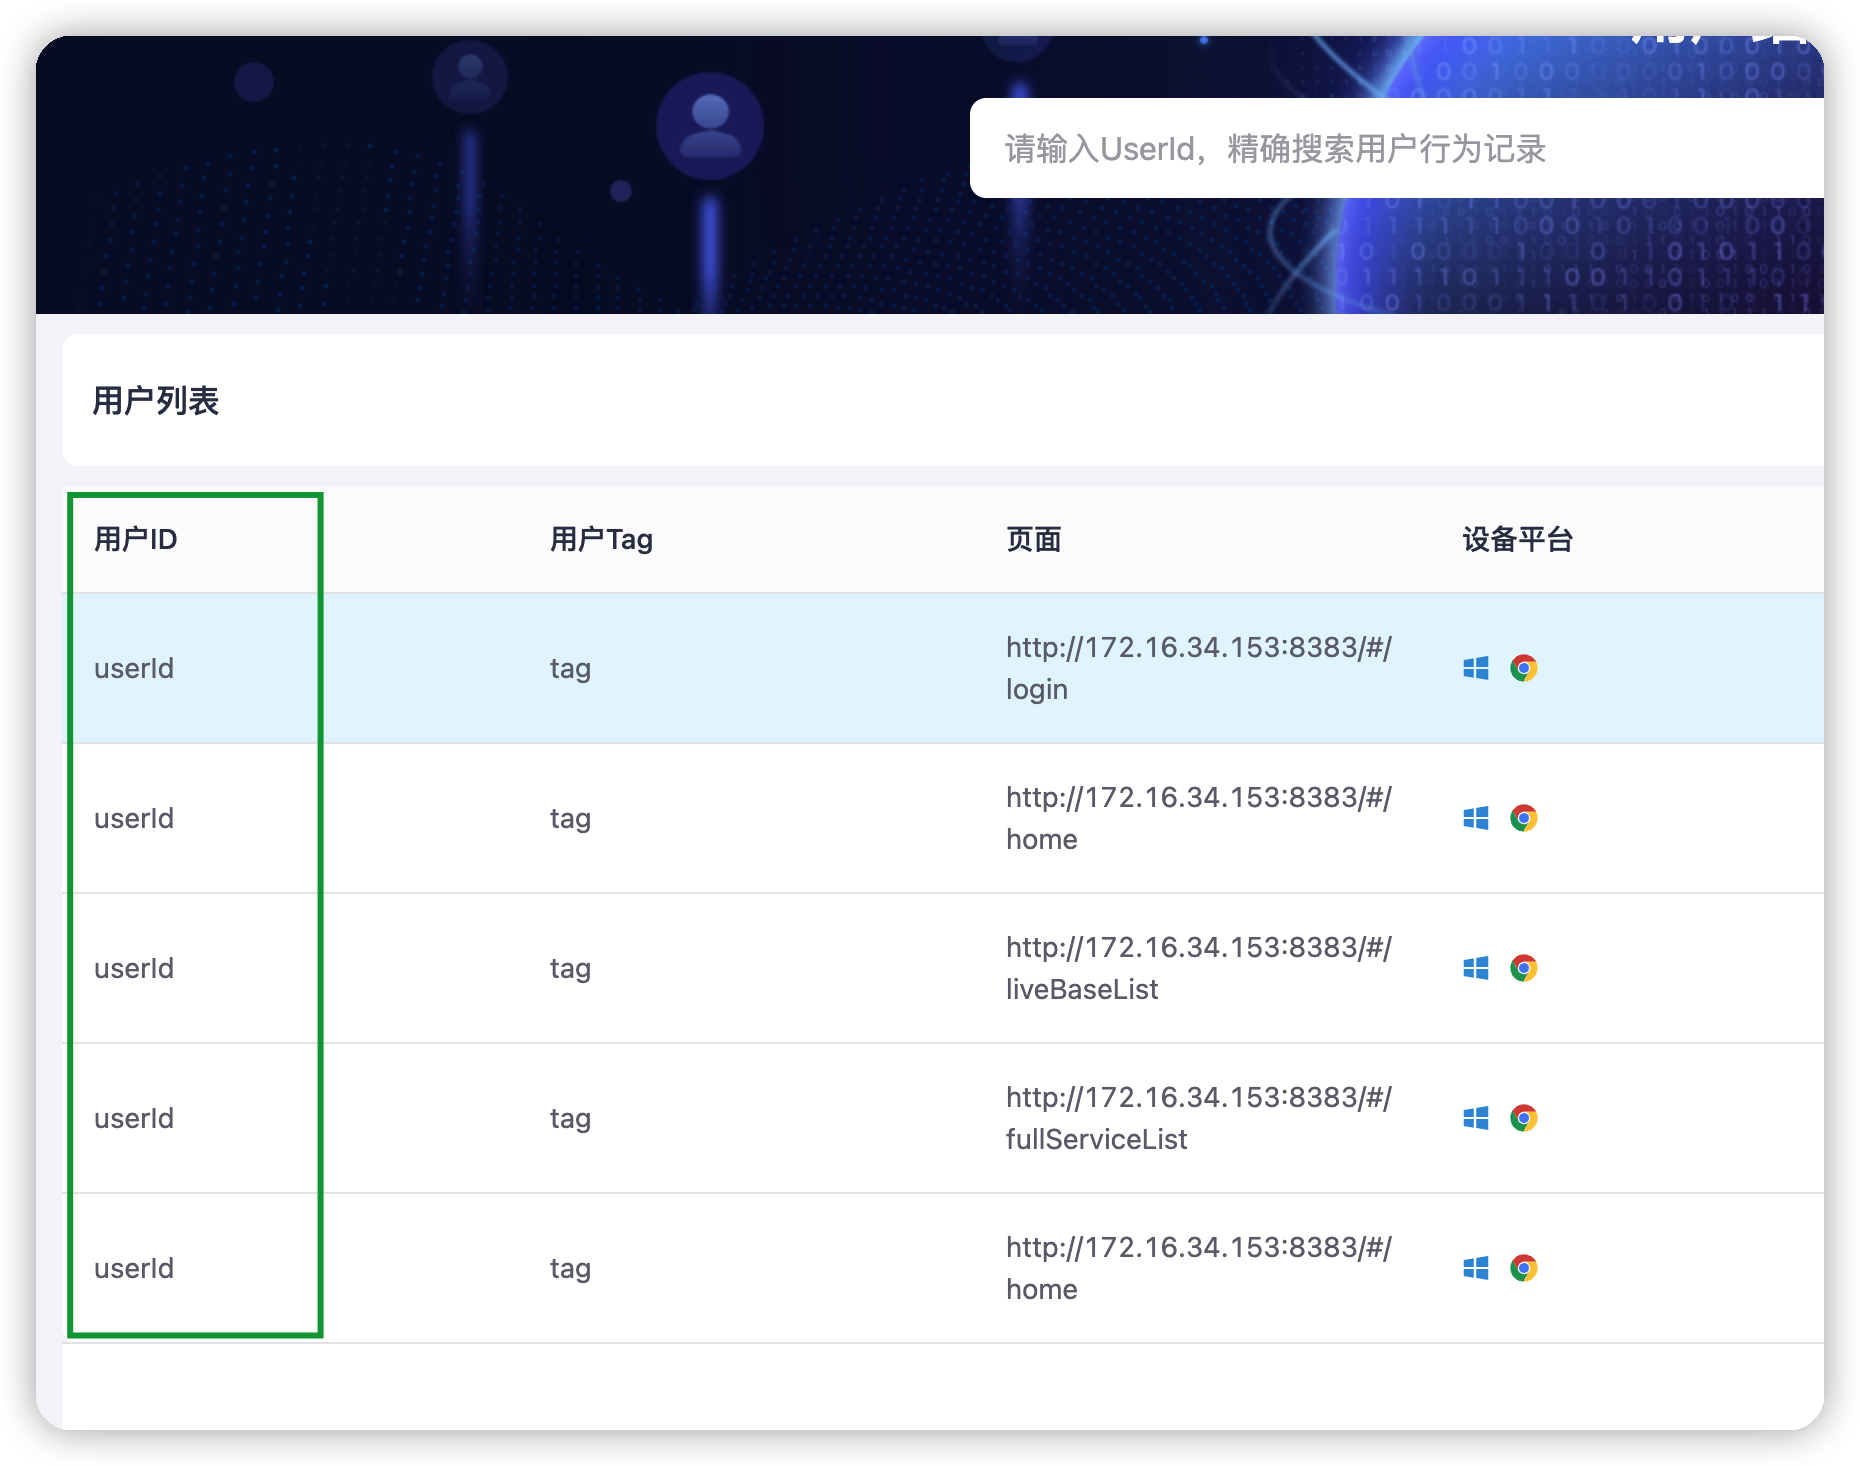 请输入UserId，精确搜索用户行为记录
用户列表
用户ID 用户Tag 页面 设备平台
userId tag http://172.16.34.153:8383/#/
login
userId tag http://172.16.34.153:8383/#/
home
userId tag http://172.16.34.153:8383/#/
liveBaseList
userId tag http://172.16.34.153:8383/#/
fullServiceList
userId tag http://172.16.34.153:8383/#/
home